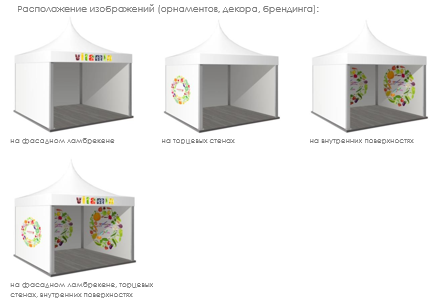 Расположение изображений (орнаментов, декора, брендинга):
vitamin
на фасадном ламбрекене
на торцевых стенах
на внутренних поверхностях
vitamin
на фасадном ламбрекене, торцевых
стенах, внутренних поверхностях